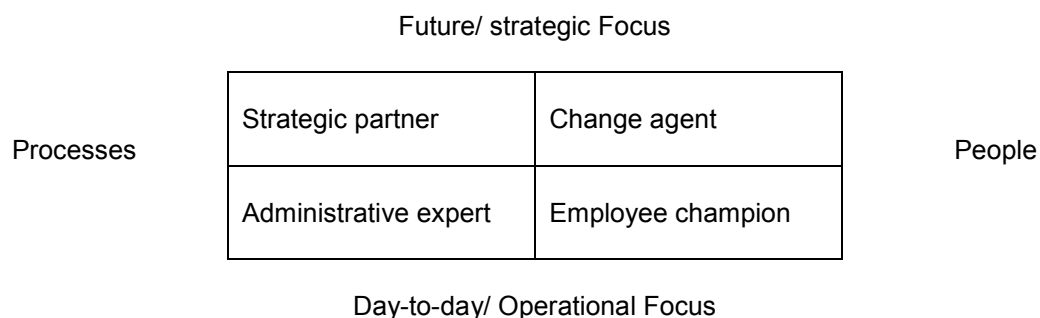 Future/ strategic Focus
Strategic partner
Change agent
Processes
People
Administrative expert
Employee champion
Day-to-day/ Operational Focus